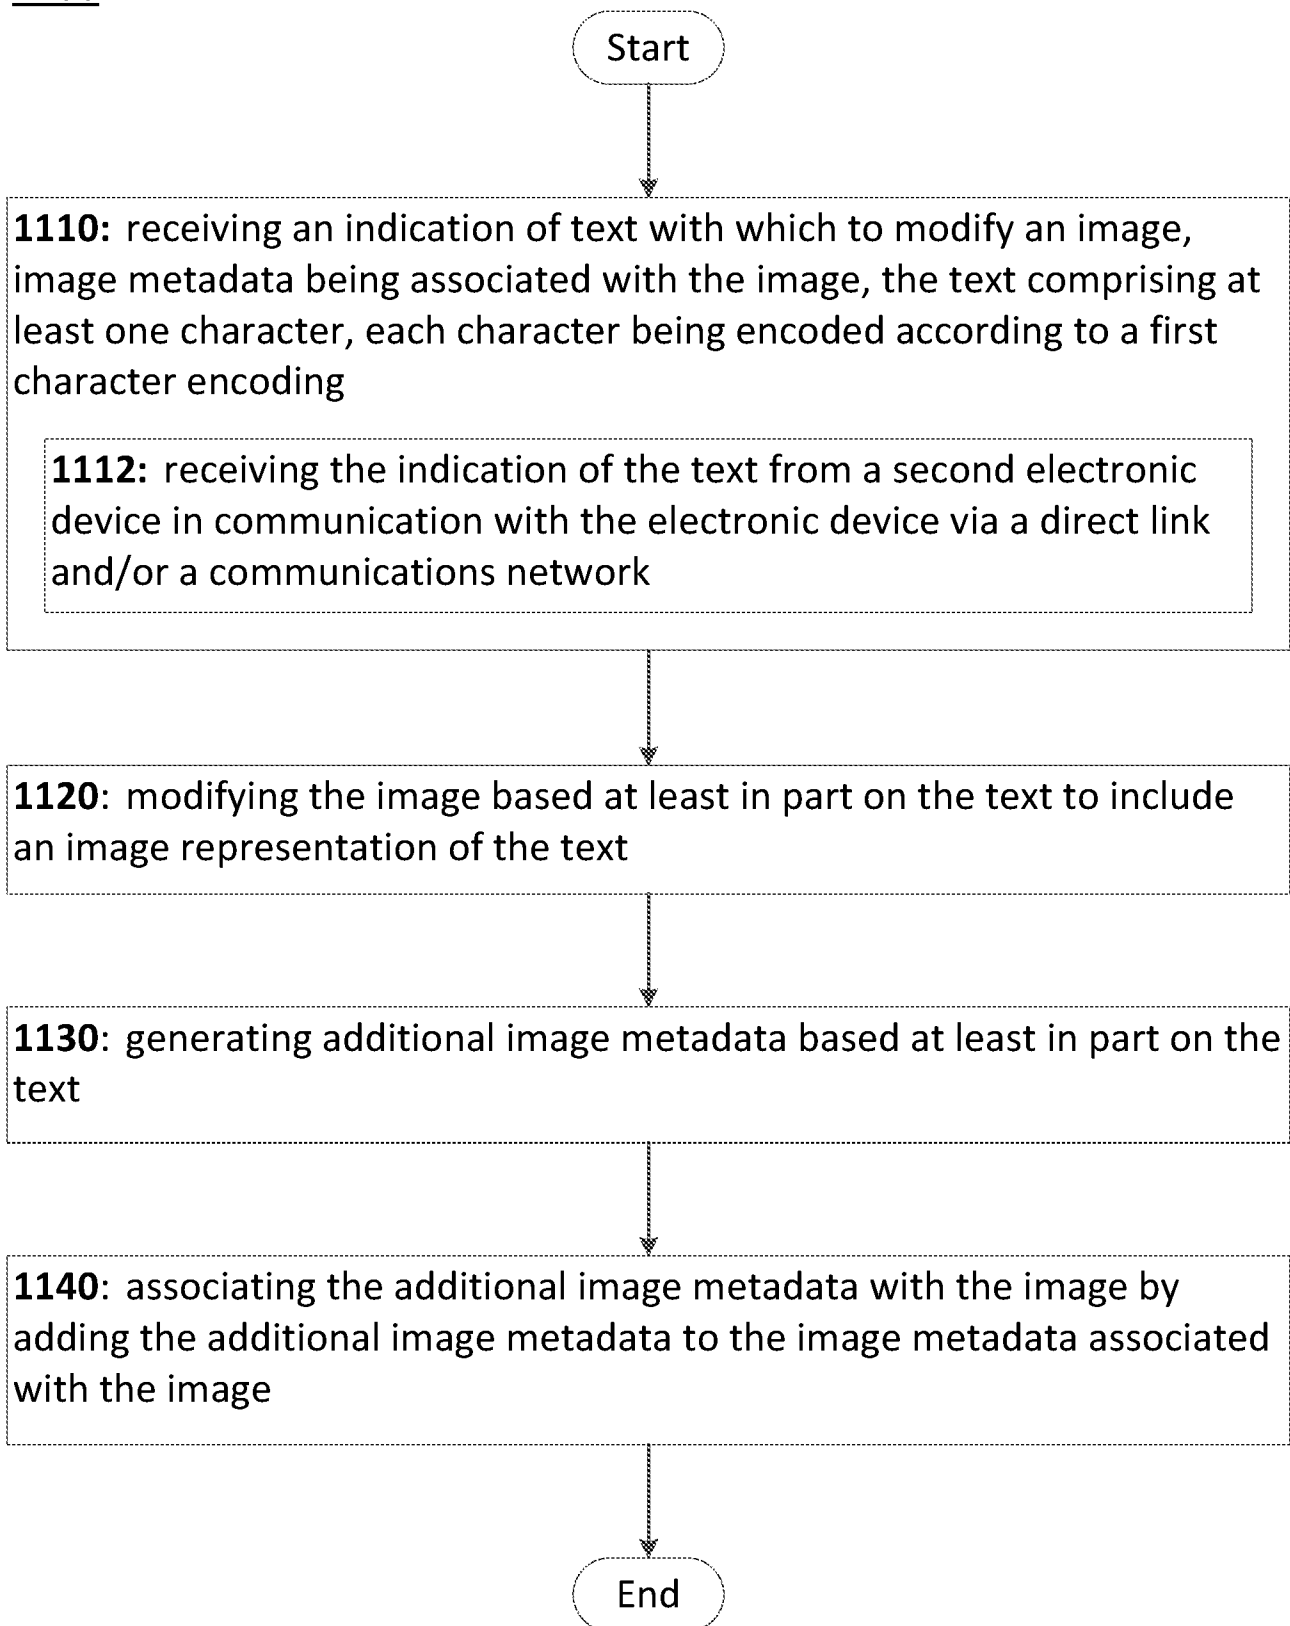 Start
1110: receiving an indication of text with which to modify an image,
image metadata being associated with the image, the text comprising at
least one character, each character being encoded according to a first
character encoding
1112: receiving the indication of the text from a second electronic
device in communication with the electronic device via a direct link
and/or a communications network
1120: modifying the image based at least in part on the text to include
an image representation of the text
1130: generating additional image metadata based at least in part on the
text
1140: associating the additional image metadata with the image by
adding the additional image metadata to the image metadata associated
with the image
End